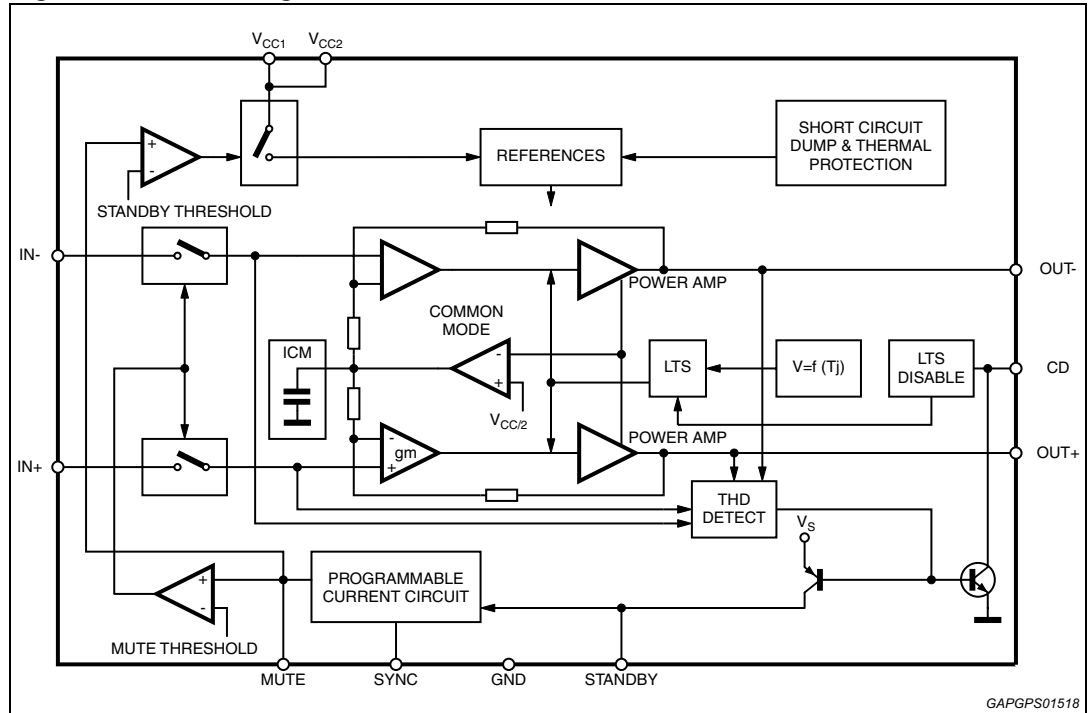 VCC1
VCC2
SHORT CIRCUIT
DUMP & THERMAL
PROTECTION
REFERENCES
+
-
STANDBY THRESHOLD
IN-
OUT-
POWER AMP
COMMON
MODE
ICM
-
+
VCC/2
LTS
V=f (Tj)
LTS
DISABLE
CD
POWER AMP
IN+
-
gm
+
OUT+
THD
DETECT
VS
+
-
PROGRAMMABLE
CURRENT CIRCUIT
MUTE THRESHOLD
MUTE
SYNC
GND
STANDBY
GAPGPS01518